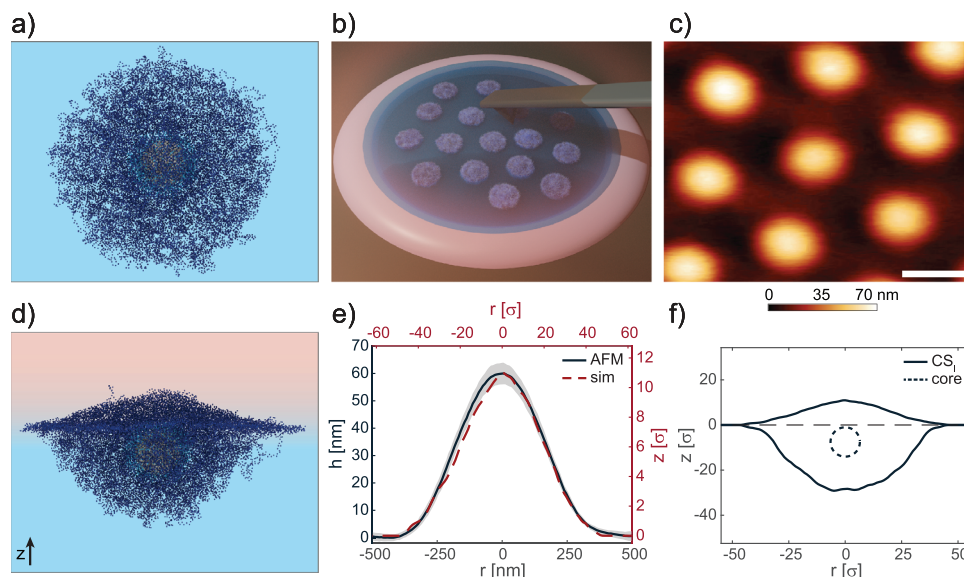 a)
b)
c)
0 35 70 nm
d)
z
e)
r [σ]
-60 -40 -20 0 20 40 60
AFM
sim
h [nm]
70
60
50
40
30
20
10
0
z [σ]
12
10
8
6
4
2
0
-500 -250 0 250 500
r [nm]
f)
CS_I
core
z [σ]
20
0
-20
-40
-50 -25 0 25 50
r [σ]